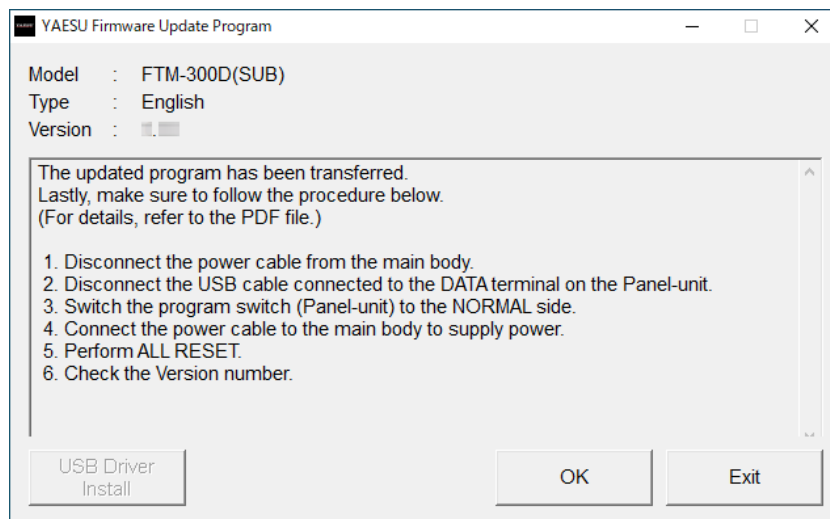 YAESU Firmware Update Program
Model : FTM-300D(SUB)
Type : English
Version :
The updated program has been transferred.
Lastly, make sure to follow the procedure below.
(For details, refer to the PDF file.)
1. Disconnect the power cable from the main body.
2. Disconnect the USB cable connected to the DATA terminal on the Panel-unit.
3. Switch the program switch (Panel-unit) to the NORMAL side.
4. Connect the power cable to the main body to supply power.
5. Perform ALL RESET.
6. Check the Version number.
USB Driver
Install
OK
Exit